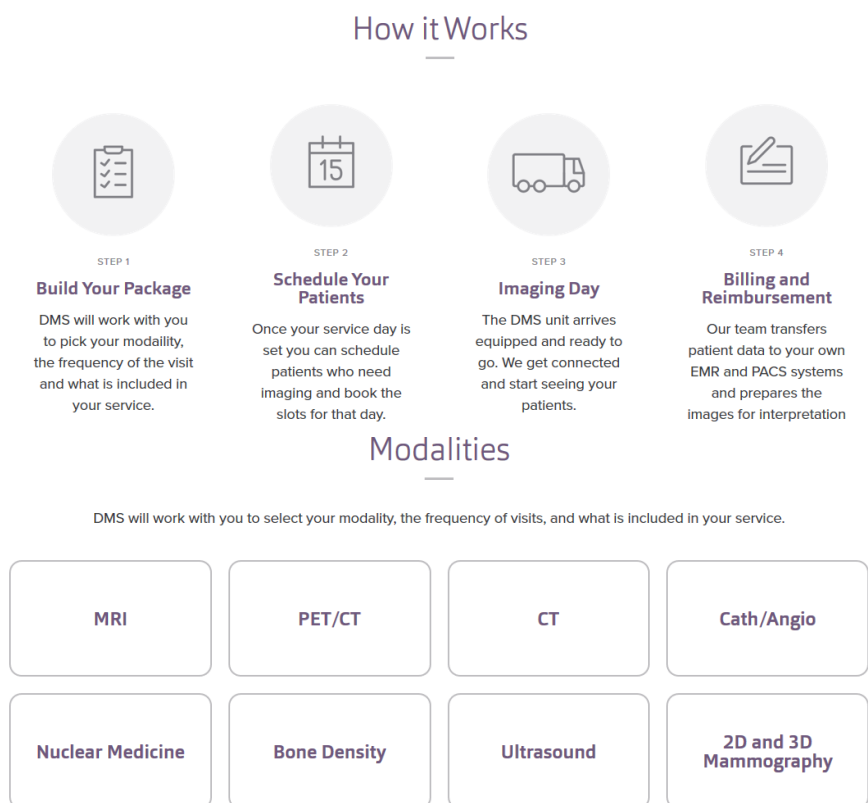 How it Works
15
STEP 1
Build Your Package
DMS will work with you
to pick your modaility,
the frequency of the visit
and what is included in
your service.
STEP 2
Schedule Your
Patients
Once your service day is
set you can schedule
patients who need
imaging and book the
slots for that day.
STEP 3
Imaging Day
The DMS unit arrives
equipped and ready to
go. We get connected
and start seeing your
patients.
STEP 4
Billing and
Reimbursement
Our team transfers
patient data to your own
EMR and PACS systems
and prepares the
images for interpretation
Modalities
DMS will work with you to select your modality, the frequency of visits, and what is included in your service.
MRI
PET/CT
CT
Cath/Angio
Nuclear Medicine
Bone Density
Ultrasound
2D and 3D
Mammography